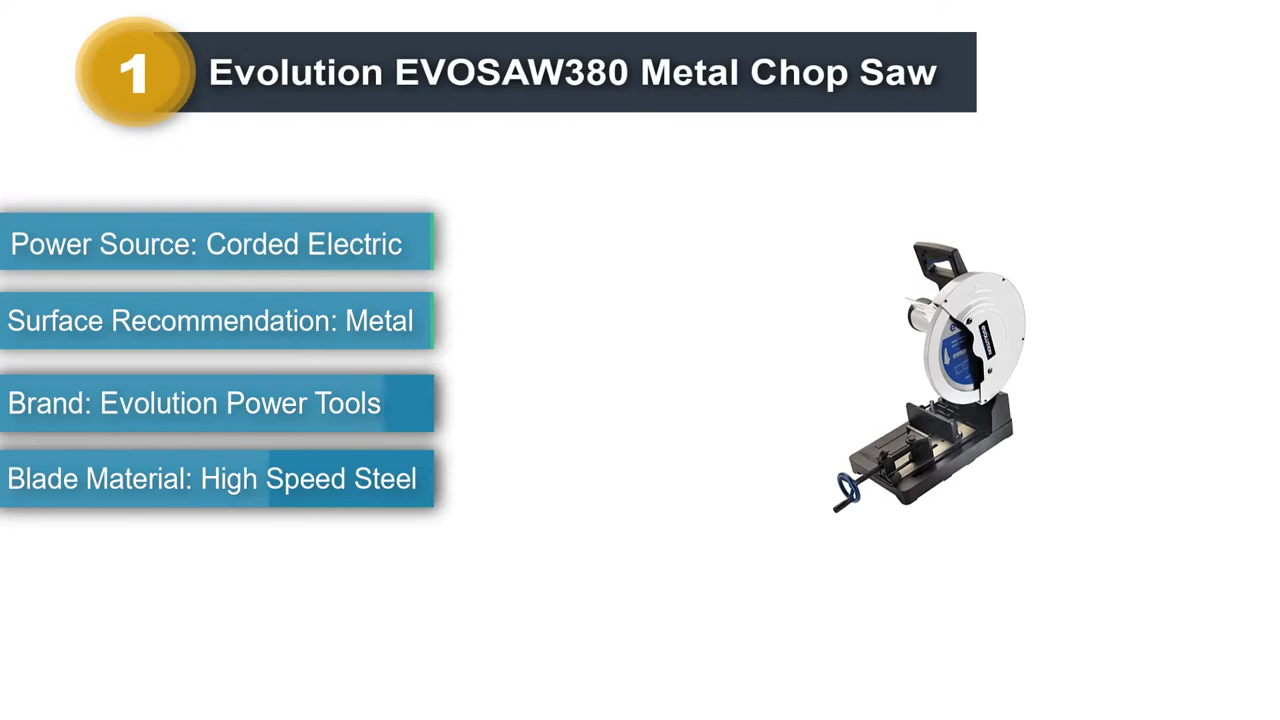 1
Evolution EVOSAW380 Metal Chop Saw
Power Source: Corded Electric
Surface Recommendation: Metal
Brand: Evolution Power Tools
Blade Material: High Speed Steel
evolution